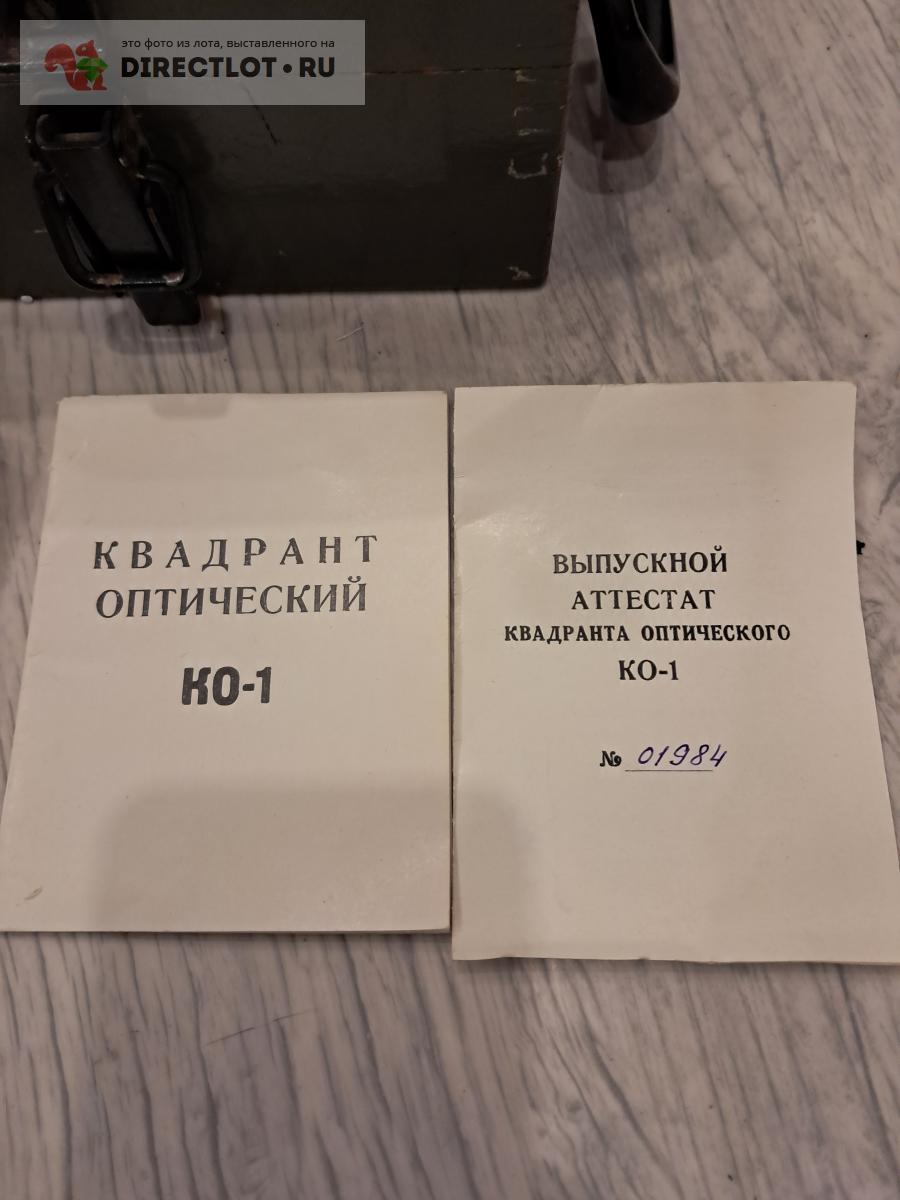 это фото из лота, выставленного на
DIRECTLOT•RU
КВАДРАНТ
ОПТИЧЕСКИЙ
КО-1
ВЫПУСКНОЙ
АТТЕСТАТ
КВАДРАНТА ОПТИЧЕСКОГО
КО-1
№ 01984